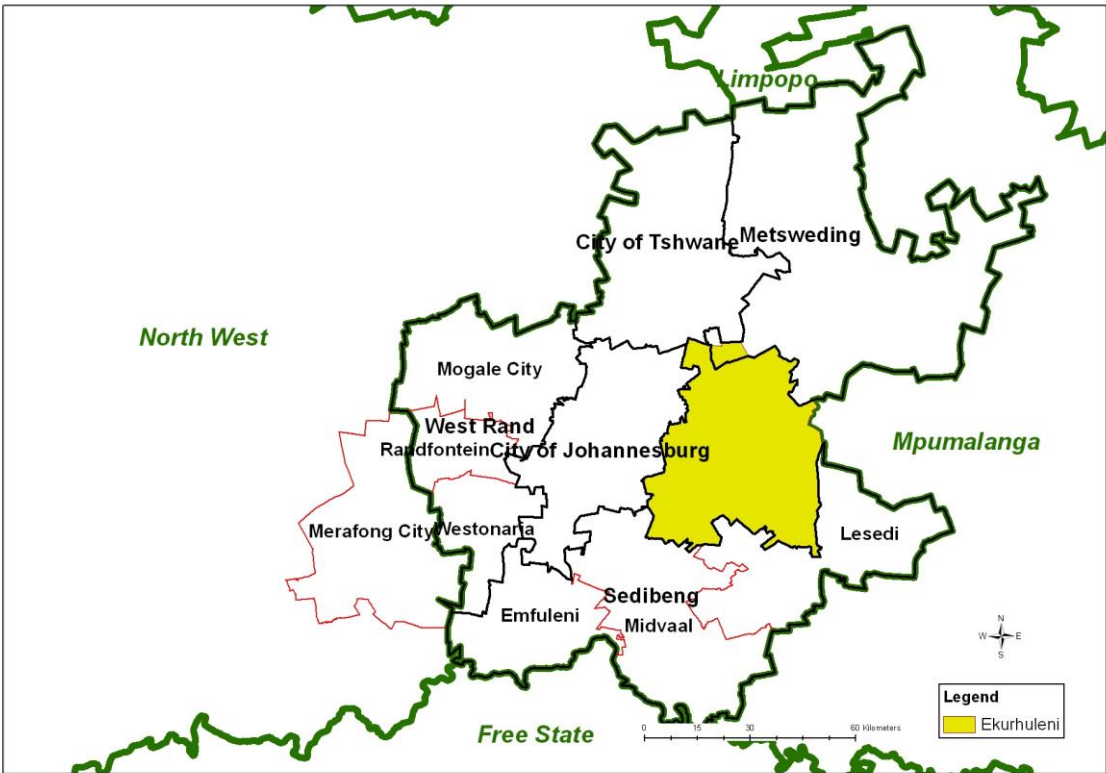 Limpopo
City of Tshwane
Metsweding
North West
Mogale City
West Rand
Mpumalanga
Randfontein
City of Johannesburg
Merafong City
Westonaria
Lesedi
Sedibeng
Emfuleni
Midvaal
N
W E
S
Legend
Ekurhuleni
Free State
0 15 30 60 Kilometers